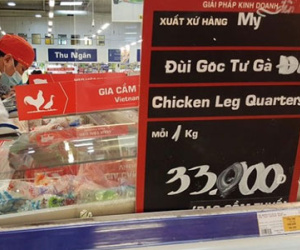 GIẢI PHÁP KINH DOANH
XUẤT XỨ HÀNG Mỹ
Thu Ngân
Đùi Góc Tư Gà
Chicken Leg Quarter
GIA CẦM
Vietnam
MỖI 1 Kg
33,000